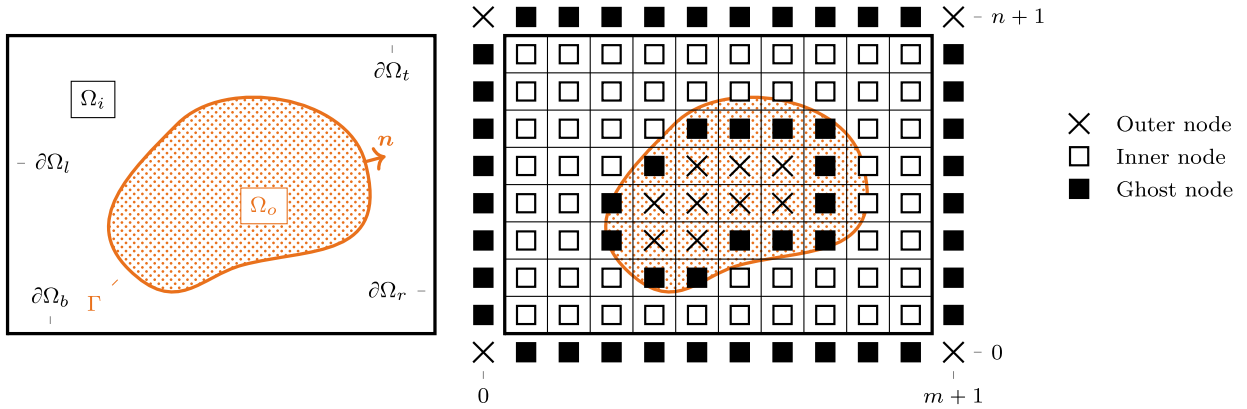 ∂Ω_t
Ω_i
n
∂Ω_l
Ω_o
∂Ω_b
Γ
∂Ω_r
n + 1
Outer node
Inner node
Ghost node
0
0
m + 1